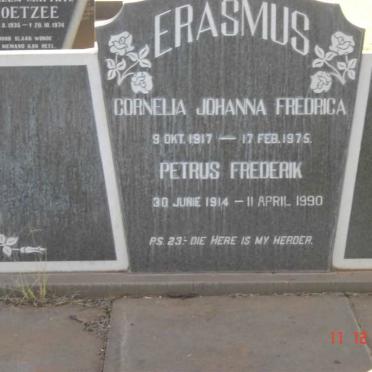 OETZEE
ERASMUS
CORNELIA JOHANNA FREDRICA
9 OKT. 1917 — 17 FEB. 1975.
PETRUS FREDERIK
30 JUNIE 1914 — 11 APRIL 1990
PS. 23:- DIE HERE IS MY HERDER.
11 12